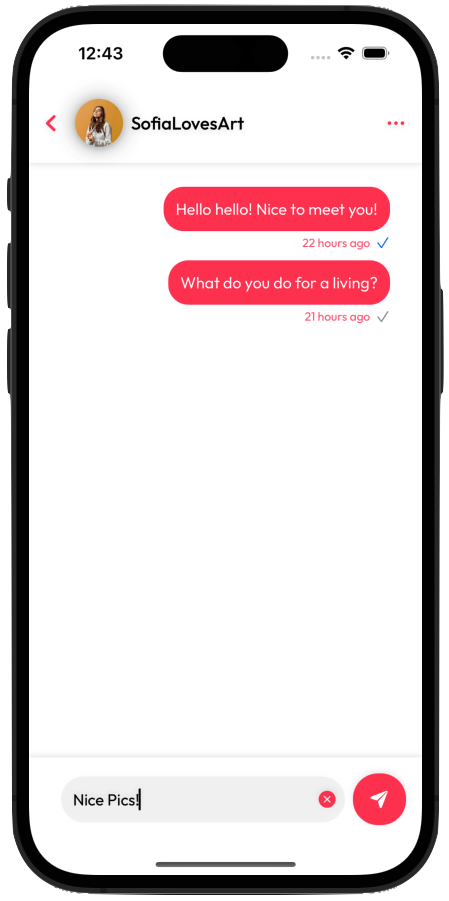 12:43
SofiaLovesArt
Hello hello! Nice to meet you!
22 hours ago
What do you do for a living?
21 hours ago
Nice Pics!